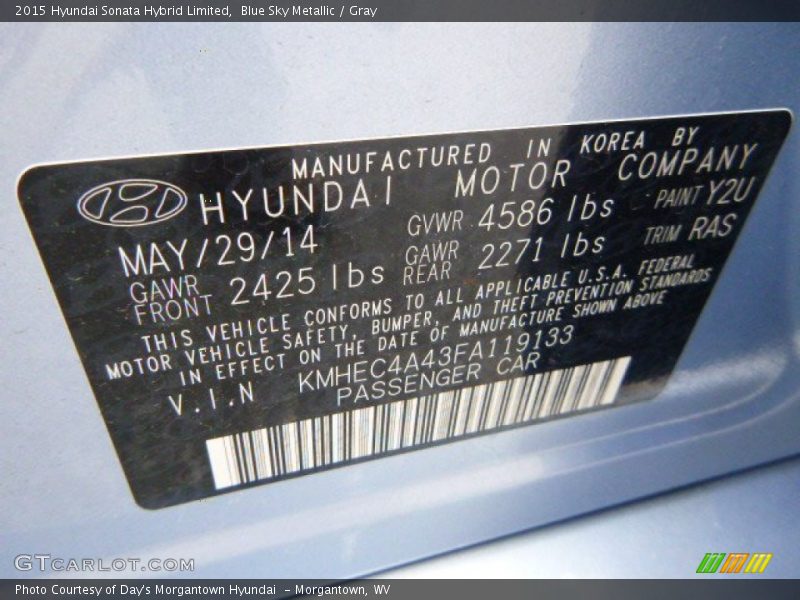 2015 Hyundai Sonata Hybrid Limited,  Blue Sky Metallic / Gray
MANUFACTURED IN KOREA BY
HYUNDAI MOTOR COMPANY
MAY/29/14 GVWR 4586 lbs PAINT Y2U
GAWR FRONT 2425 lbs GAWR REAR 2271 lbs TRIM RAS
THIS VEHICLE CONFORMS TO ALL APPLICABLE U.S.A. FEDERAL
MOTOR VEHICLE SAFETY, BUMPER, AND THEFT PREVENTION STANDARDS
IN EFFECT ON THE DATE OF MANUFACTURE SHOWN ABOVE
V.I.N KMHEC4A43FA119133
PASSENGER CAR
GTCARLOT.COM
Photo Courtesy of Day's Morgantown Hyundai  - Morgantown, WV